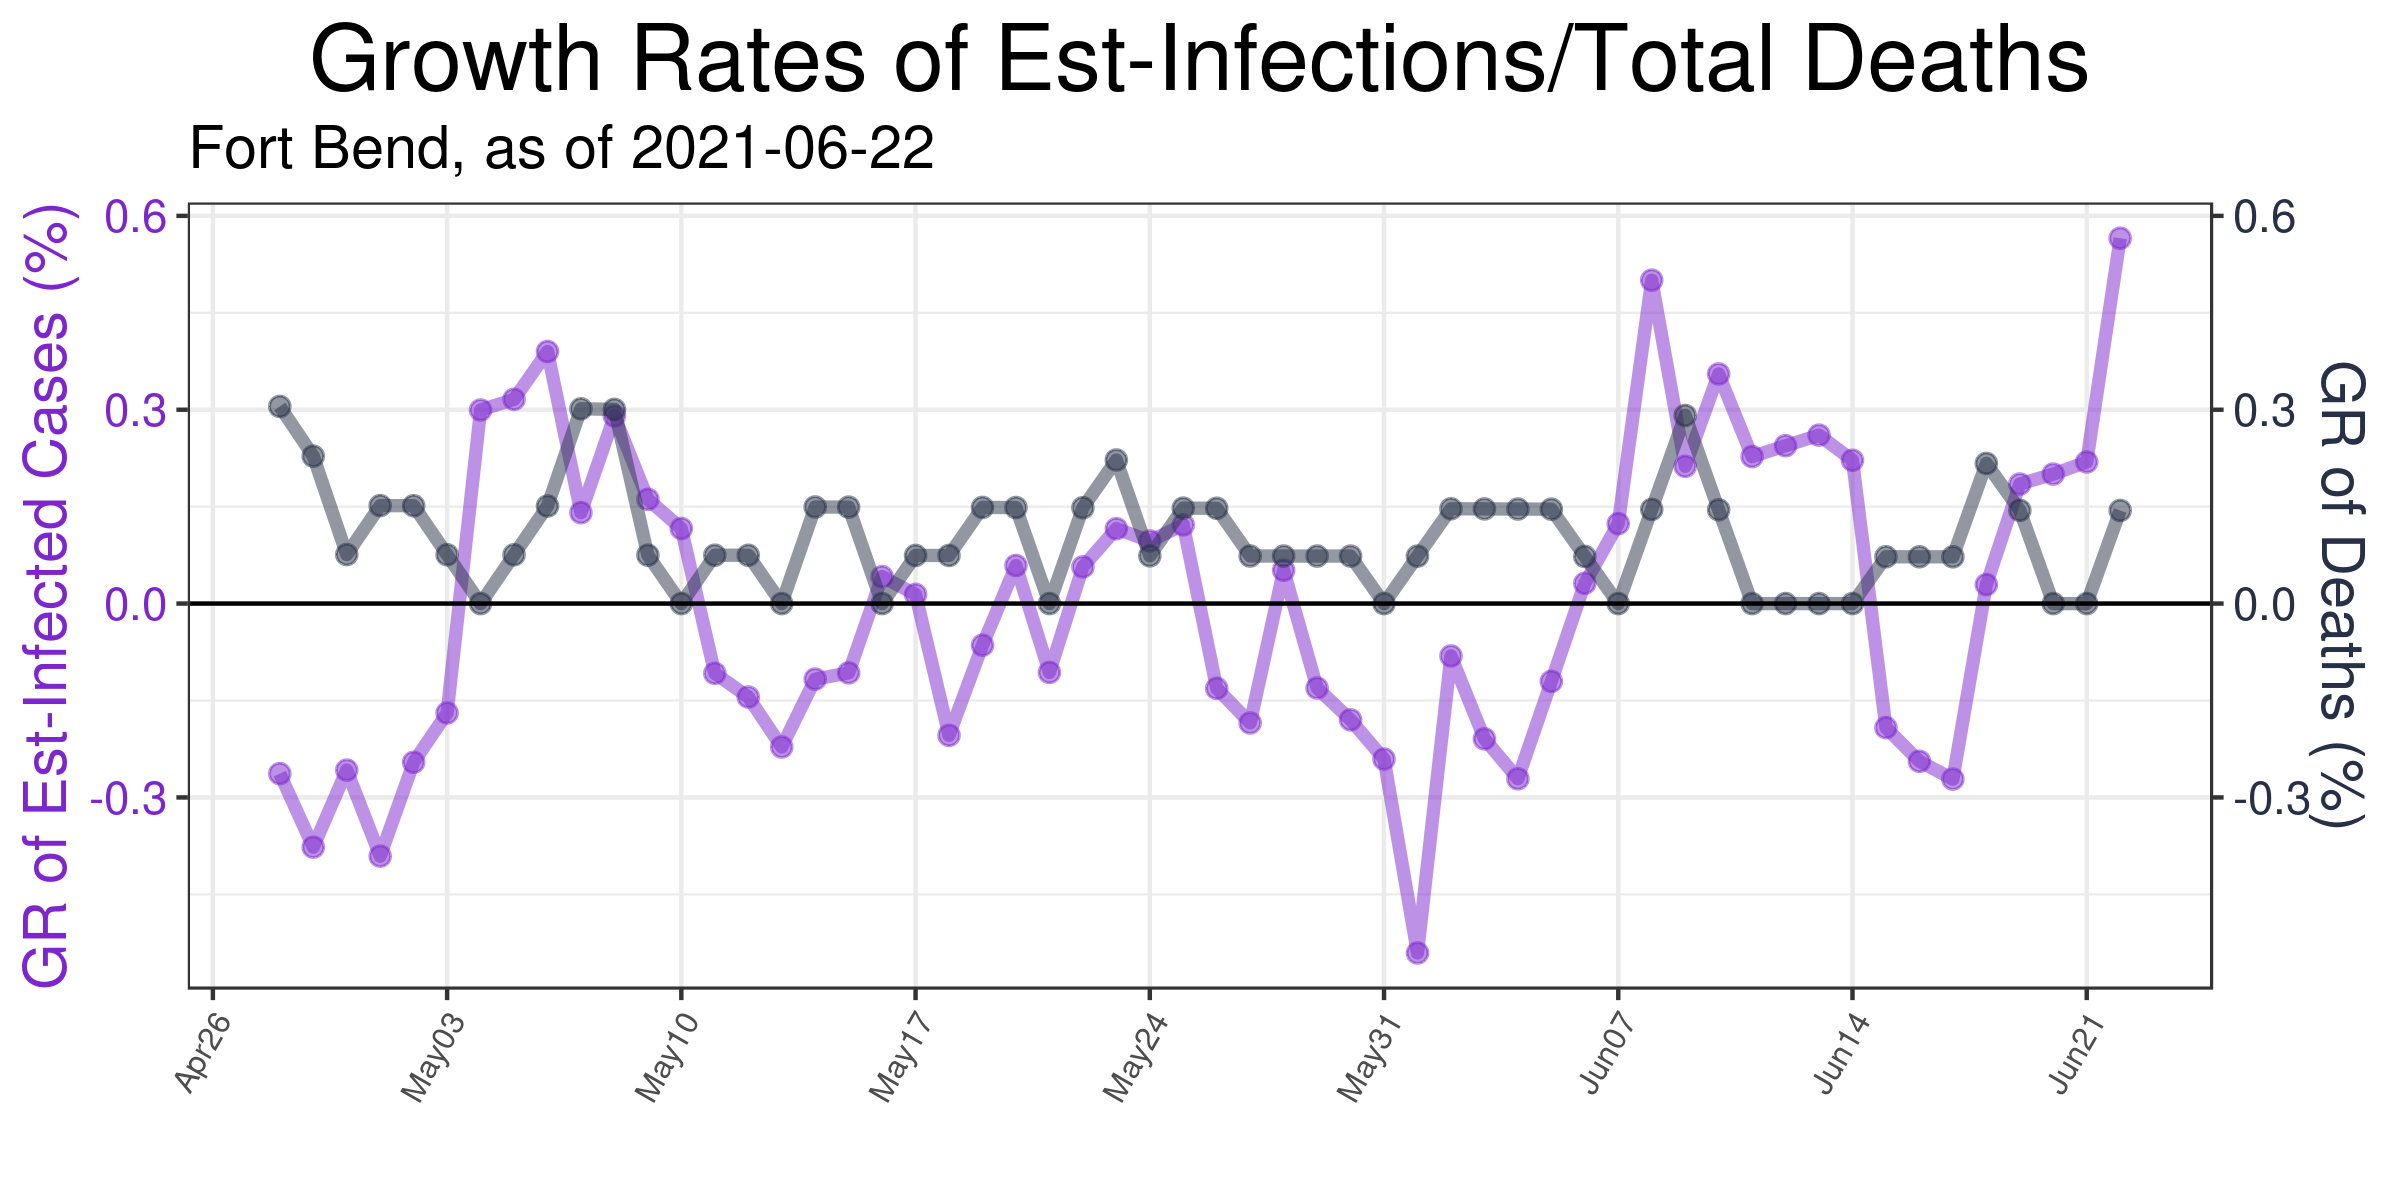 Growth Rates of Est-Infections/Total Deaths
Fort Bend, as of 2021-06-22
GR of Est-Infected Cases (%)
0.6
0.3
0.0
-0.3
0.6
0.3
0.0
-0.3
GR of Deaths (%)
Apr26
May03
May10
May17
May24
May31
Jun07
Jun14
Jun21